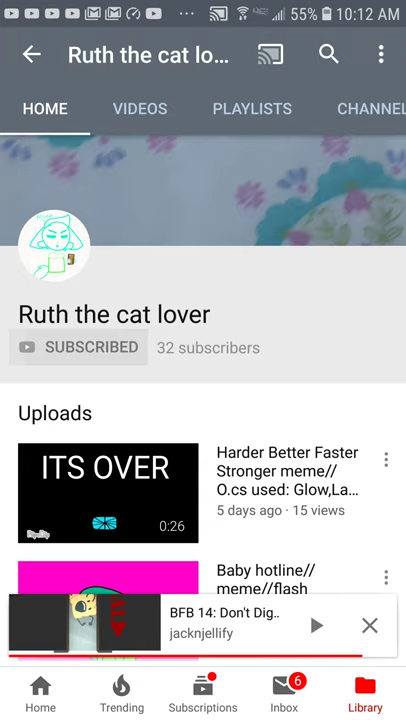 55% 10:12 AM
Ruth the cat lo...
HOME VIDEOS PLAYLISTS CHANNEL
Ruth the cat lover
SUBSCRIBED 32 subscribers
Uploads
ITS OVER
0:26
Harder Better Faster
Stronger meme//
O.cs used: Glow,La...
5 days ago · 15 views
Baby hotline//
meme//flash
BFB 14: Don't Dig..
jacknjellify
6
Home Trending Subscriptions Inbox Library